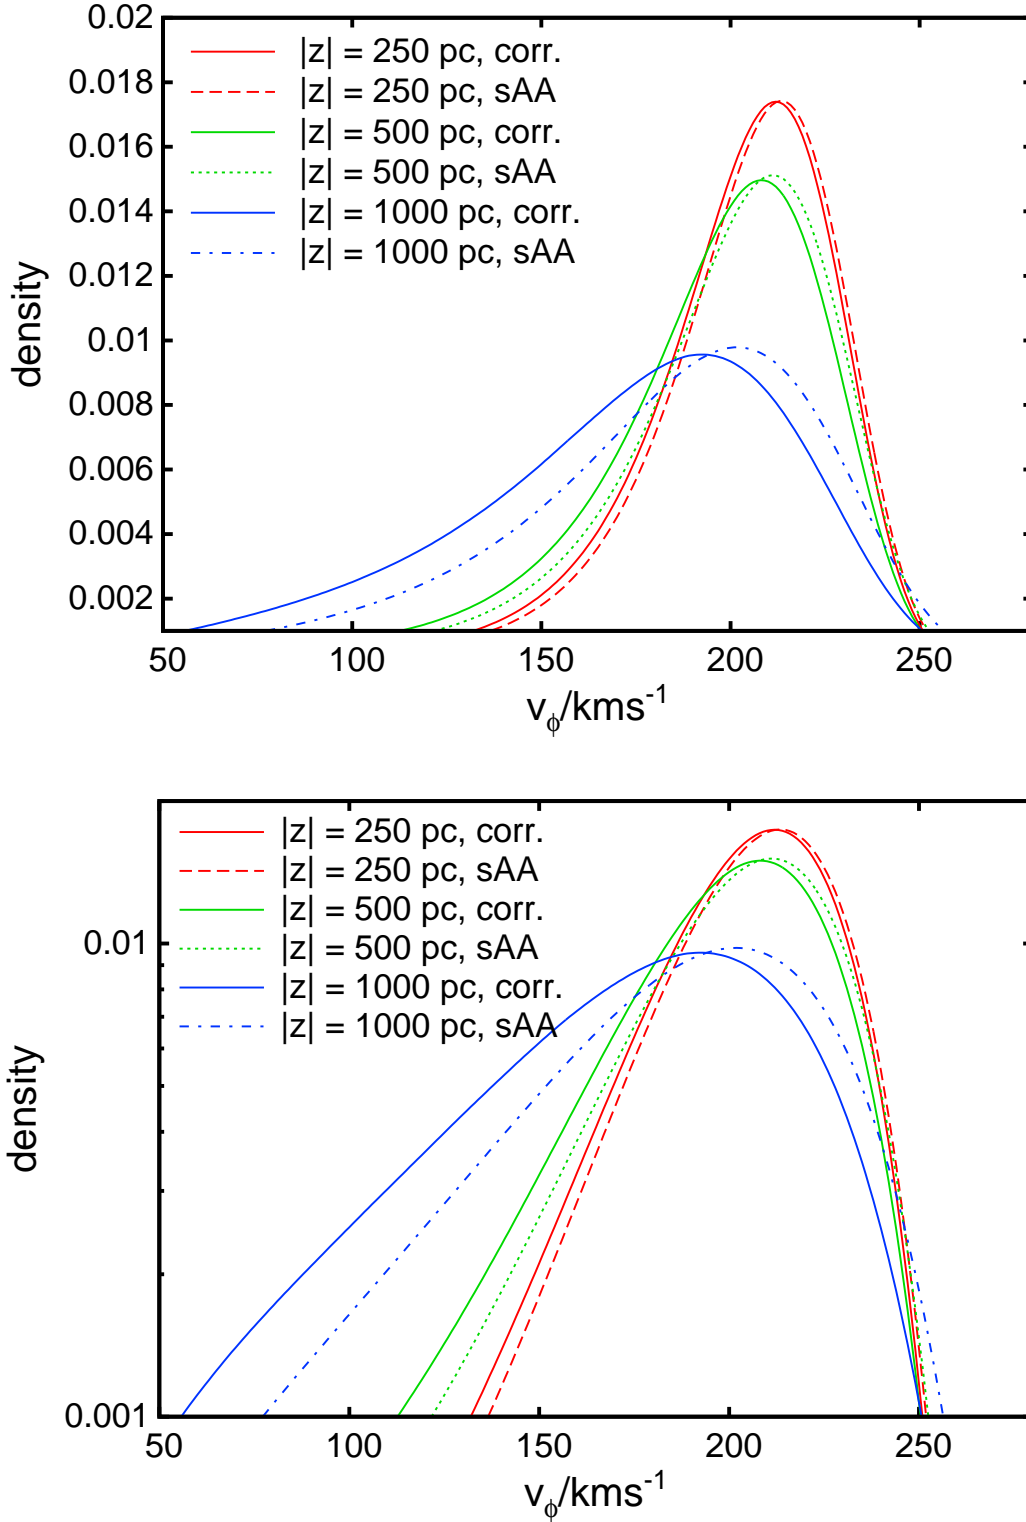 0.02
0.018
0.016
0.014
0.012
0.01
0.008
0.006
0.004
0.002
density
|z| = 250 pc, corr.
|z| = 250 pc, sAA
|z| = 500 pc, corr.
|z| = 500 pc, sAA
|z| = 1000 pc, corr.
|z| = 1000 pc, sAA
50 100 150 200 250
vϕ/kms-1
0.01
0.001
density
|z| = 250 pc, corr.
|z| = 250 pc, sAA
|z| = 500 pc, corr.
|z| = 500 pc, sAA
|z| = 1000 pc, corr.
|z| = 1000 pc, sAA
50 100 150 200 250
vϕ/kms-1